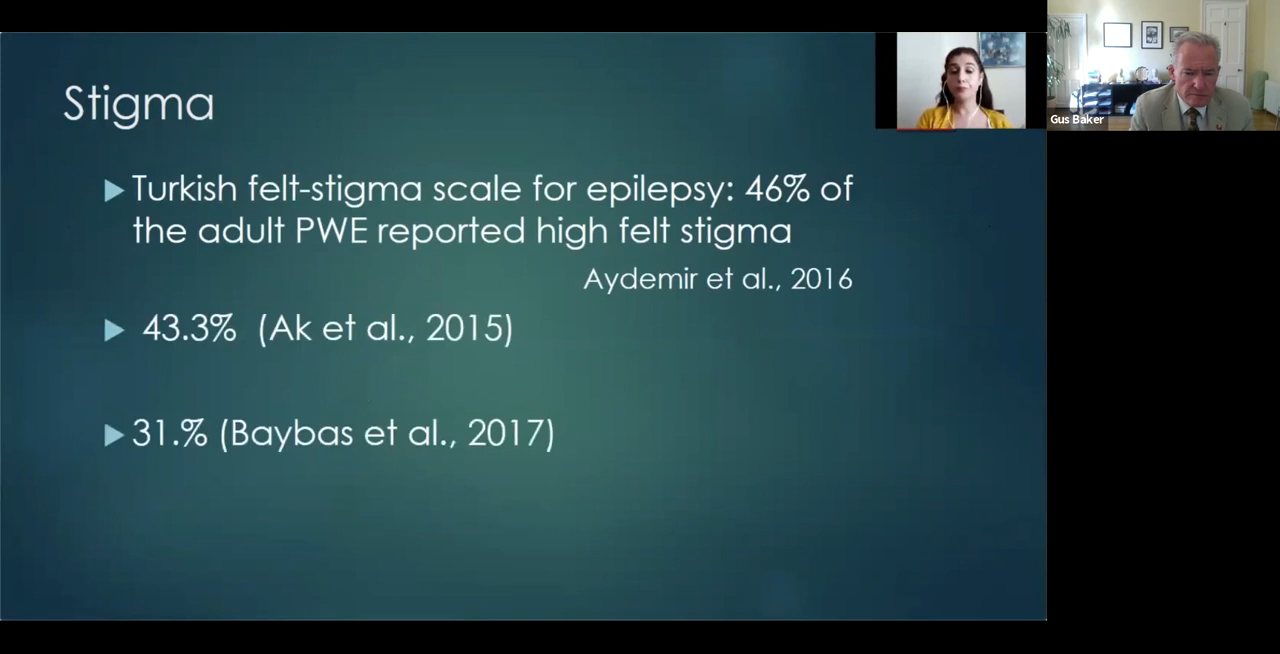 Stigma
Turkish felt-stigma scale for epilepsy: 46% of
the adult PWE reported high felt stigma
Aydemir et al., 2016
43.3% (Ak et al., 2015)
31.% (Baybas et al., 2017)
Gus Baker